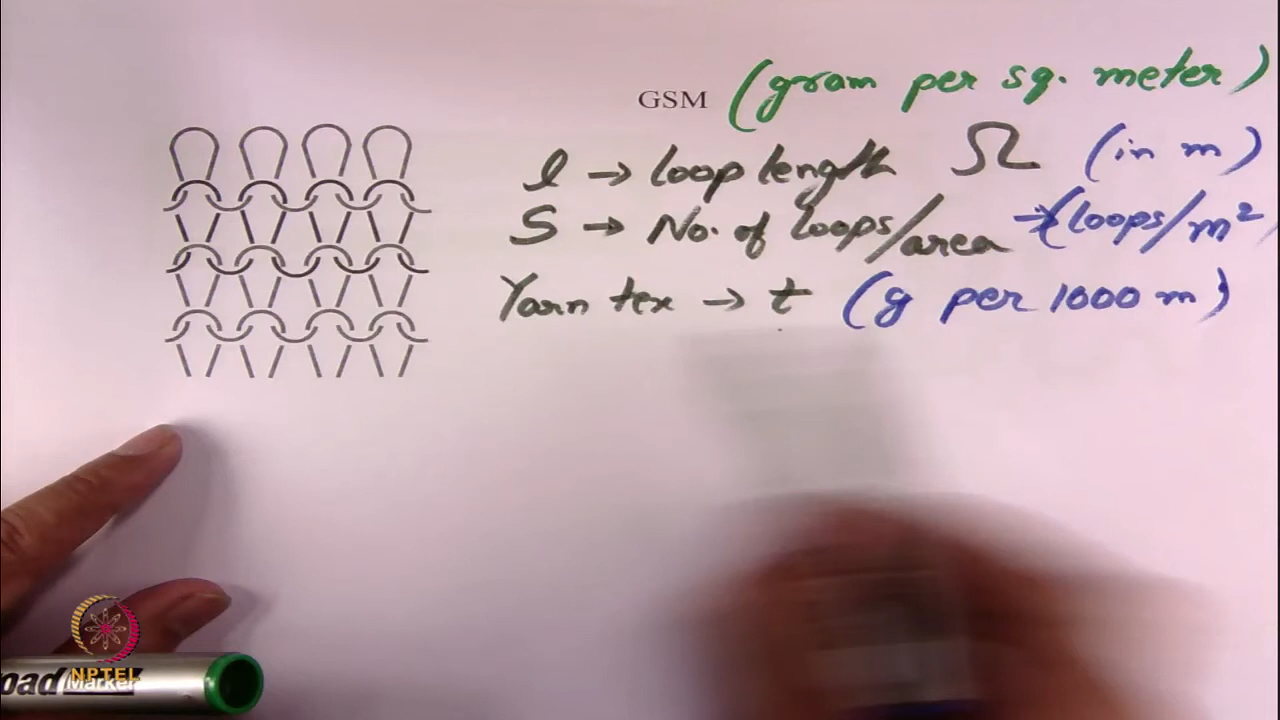 GSM (gram per sq. meter)
l → loop length Ω (in m)
S → No. of loops/area → (loops/m²)
Yarn tex → t (g per 1000 m)
oad Marker
NPTEL